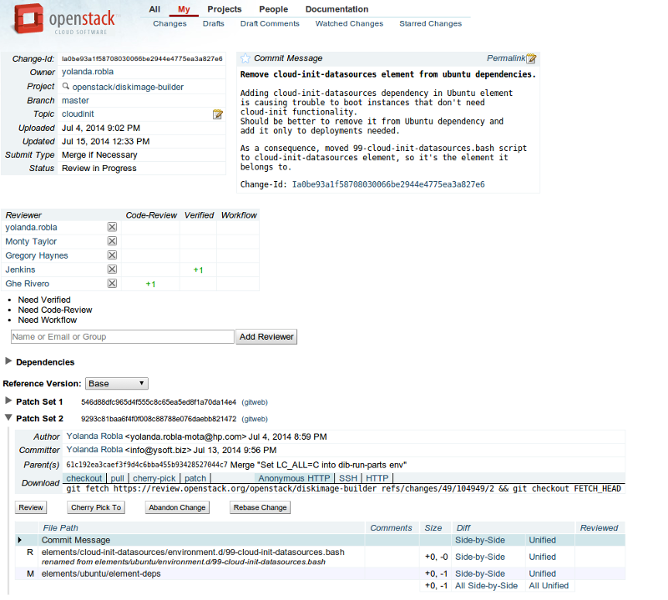 openstack
CLOUD SOFTWARE
All My Projects People Documentation
Changes Drafts Draft Comments Watched Changes Starred Changes
Change-Id: Ia0be93a1f58708030066be2944e4775ea3a827e6
Owner yolanda.robla
Project openstack/diskimage-builder
Branch master
Topic cloudinit
Uploaded Jul 4, 2014 9:02 PM
Updated Jul 15, 2014 12:33 PM
Submit Type Merge if Necessary
Status Review in Progress
Commit Message Permalink
Remove cloud-init-datasources element from ubuntu dependencies.
Adding cloud-init-datasources dependency in Ubuntu element
is causing trouble to boot instances that don't need
cloud-init functionality.
Should be better to remove it from Ubuntu dependency and
add it only to deployments needed.
As a consequence, moved 99-cloud-init-datasources.bash script
to cloud-init-datasources element, so it's the element it
belongs to.
Change-Id: Ia0be93a1f58708030066be2944e4775ea3a827e6
Reviewer Code-Review Verified Workflow
yolanda.robla
Monty Taylor
Gregory Haynes
Jenkins +1
Ghe Rivero +1
Need Verified
Need Code-Review
Need Workflow
Name or Email or Group Add Reviewer
Dependencies
Reference Version: Base
Patch Set 1 546d88dfc965d4f555c8c65ea5ed8f1a70da14e4 (gitweb)
Patch Set 2 9293c81baa6f4f0f008c88788e076daebb821472 (gitweb)
Author Yolanda Robla <yolanda.robla-mota@hp.com> Jul 4, 2014 8:59 PM
Committer Yolanda Robla <info@ysoft.biz> Jul 13, 2014 9:56 PM
Parent(s) 61c192ea3caef3f9d4c6bba455b93428527044c7 Merge "Set LC_ALL=C into dib-run-parts env"
Download checkout | pull | cherry-pick | patch | Anonymous HTTP | SSH | HTTP |
git fetch https://review.openstack.org/openstack/diskimage-builder refs/changes/49/104949/2 && git checkout FETCH_HEAD
Review Cherry Pick To Abandon Change Rebase Change
File Path Comments Size Diff Reviewed
Commit Message Side-by-Side Unified
R elements/cloud-init-datasources/environment.d/99-cloud-init-datasources.bash +0, -0 Side-by-Side Unified
renamed from elements/ubuntu/environment.d/99-cloud-init-datasources.bash
M elements/ubuntu/element-deps +0, -1 Side-by-Side Unified
+0, -1 All Side-by-Side All Unified